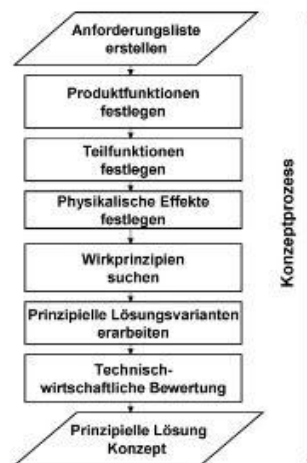 Anforderungsliste
erstellen
Produktfunktionen
festlegen
Teilfunktionen
festlegen
Physikalische Effekte
festlegen
Wirkprinzipien
suchen
Prinzipielle Lösungsvarianten
erarbeiten
Technisch-
wirtschaftliche Bewertung
Prinzipielle Lösung
Konzept
Konzeptprozess